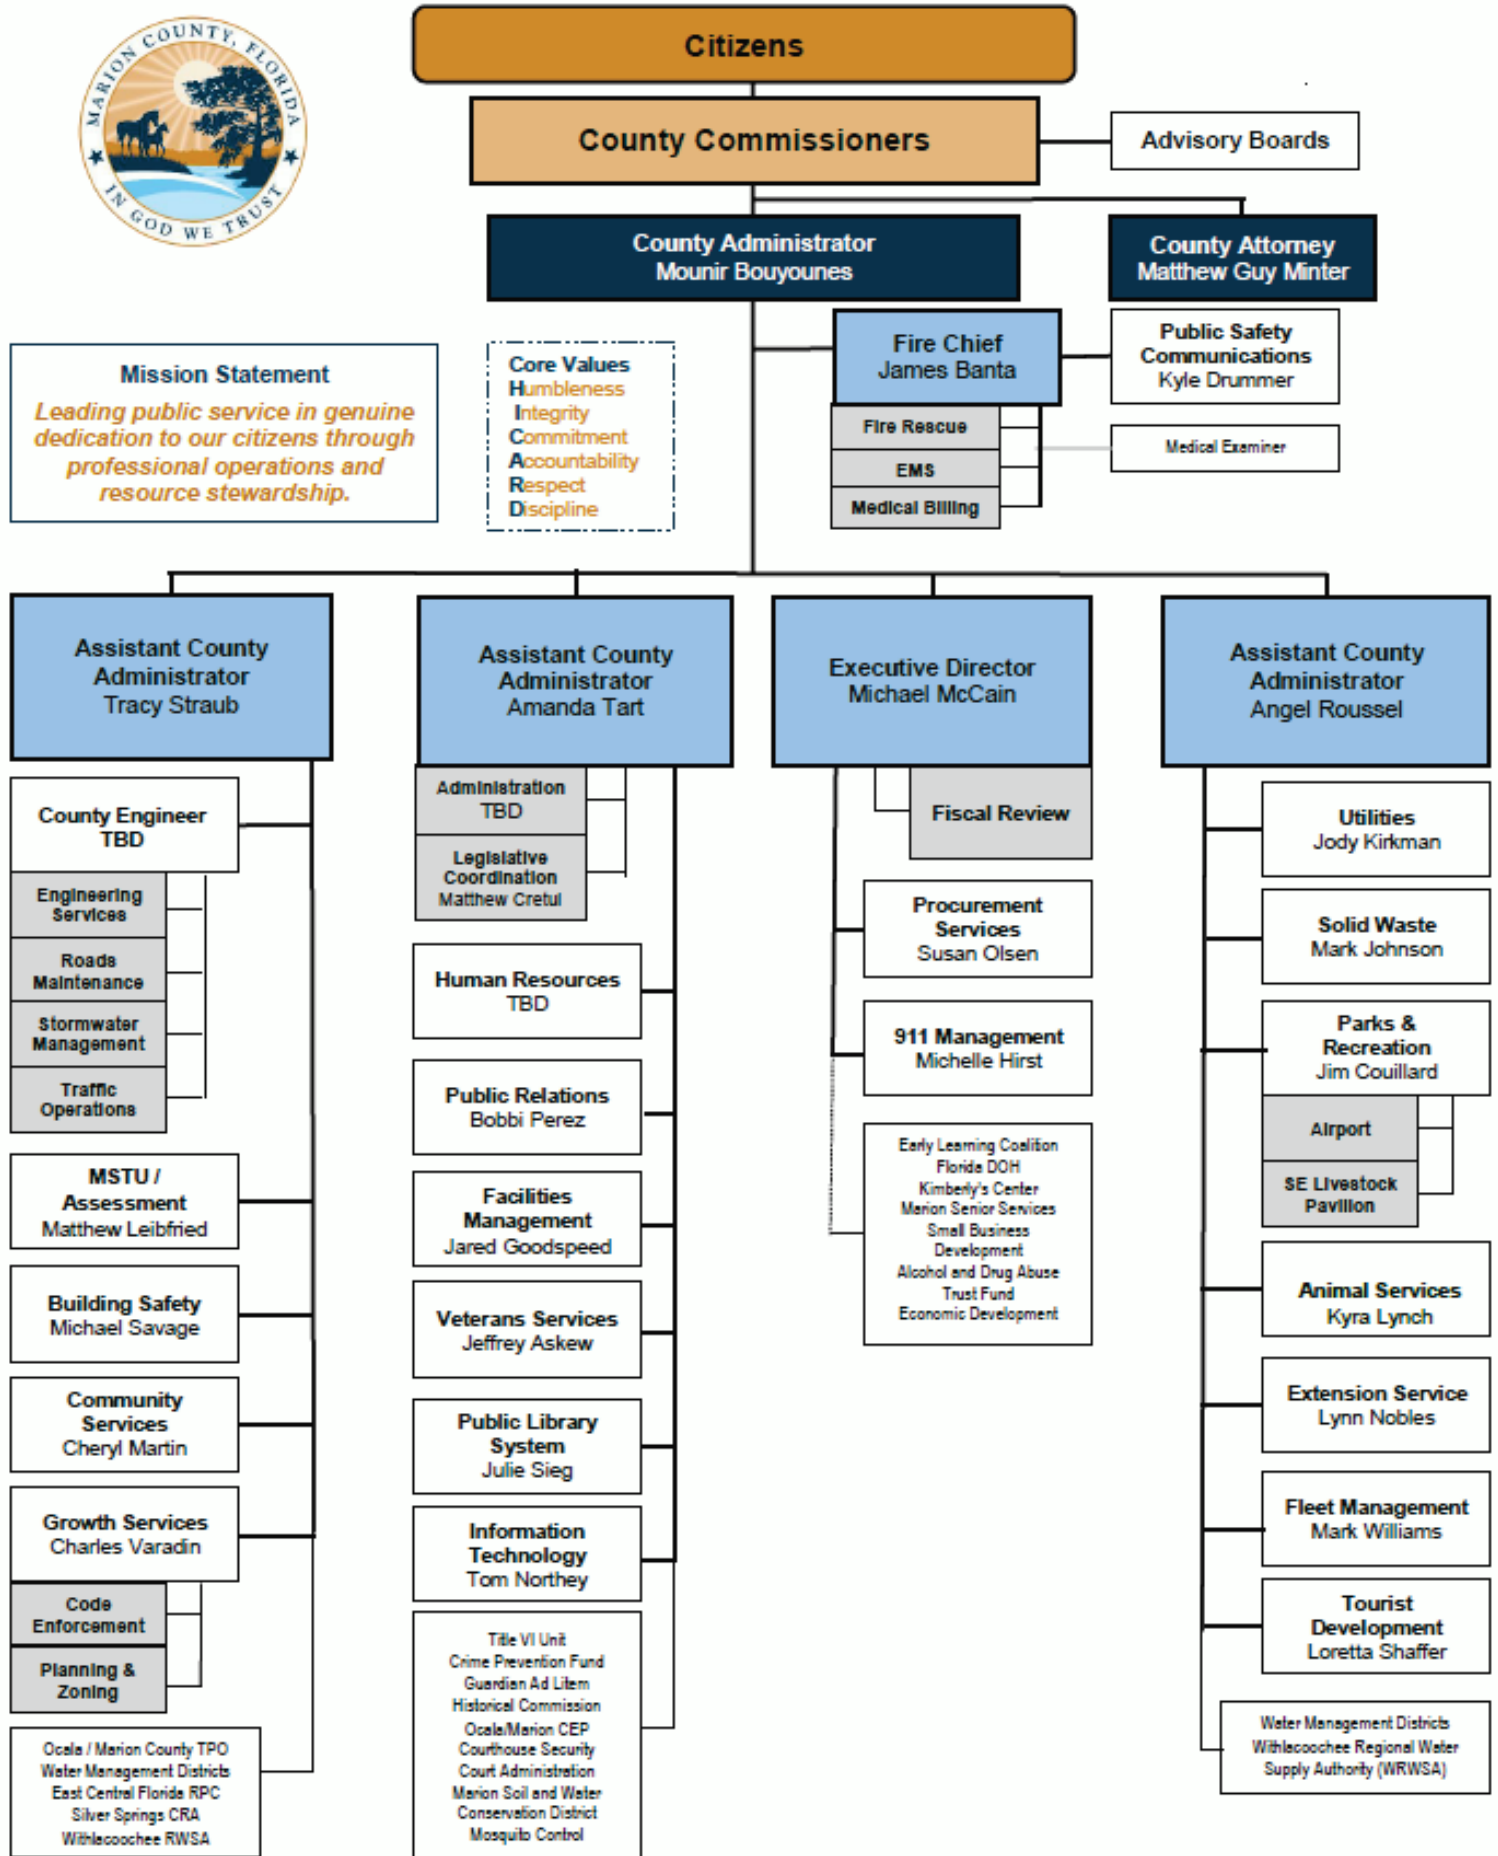 MARION COUNTY, FLORIDA
IN GOD WE TRUST
Citizens
County Commissioners
Advisory Boards
County Administrator
Mounir Bouyounes
County Attorney
Matthew Guy Minter
Fire Chief
James Banta
Public Safety
Communications
Kyle Drummer
Fire Rescue
EMS
Medical Billing
Medical Examiner
Mission Statement
Leading public service in genuine
dedication to our citizens through
professional operations and
resource stewardship.
Core Values
Humbleness
Integrity
Commitment
Accountability
Respect
Discipline
Assistant County
Administrator
Tracy Straub
County Engineer
TBD
Engineering
Services
Roads
Maintenance
Stormwater
Management
Traffic
Operations
MSTU /
Assessment
Matthew Leibfried
Building Safety
Michael Savage
Community
Services
Cheryl Martin
Growth Services
Charles Varadin
Code
Enforcement
Planning &
Zoning
Ocala / Marion County TPO
Water Management Districts
East Central Florida RPC
Silver Springs CRA
Withlacoochee RWSA
Assistant County
Administrator
Amanda Tart
Administration
TBD
Legislative
Coordination
Matthew Cretul
Human Resources
TBD
Public Relations
Bobbi Perez
Facilities
Management
Jared Goodspeed
Veterans Services
Jeffrey Askew
Public Library
System
Julie Sieg
Information
Technology
Tom Northey
Title VI Unit
Crime Prevention Fund
Guardian Ad Litem
Historical Commission
Ocala/Marion CEP
Courthouse Security
Court Administration
Marion Soil and Water
Conservation District
Mosquito Control
Executive Director
Michael McCain
Fiscal Review
Procurement
Services
Susan Olsen
911 Management
Michelle Hirst
Early Learning Coalition
Florida DOH
Kimberly's Center
Marion Senior Services
Small Business
Development
Alcohol and Drug Abuse
Trust Fund
Economic Development
Assistant County
Administrator
Angel Roussel
Utilities
Jody Kirkman
Solid Waste
Mark Johnson
Parks &
Recreation
Jim Couillard
Airport
SE Livestock
Pavilion
Animal Services
Kyra Lynch
Extension Service
Lynn Nobles
Fleet Management
Mark Williams
Tourist
Development
Loretta Shaffer
Water Management Districts
Withlacoochee Regional Water
Supply Authority (WRWSA)